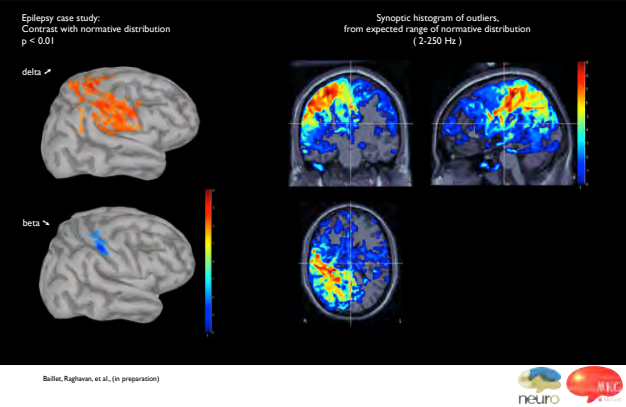 Epilepsy case study:
Contrast with normative distribution
p < 0.01
Synoptic histogram of outliers,
from expected range of normative distribution
( 2-250 Hz )
delta
beta
Baillet, Raghavan, et al., (in preparation)
neuro
MEG